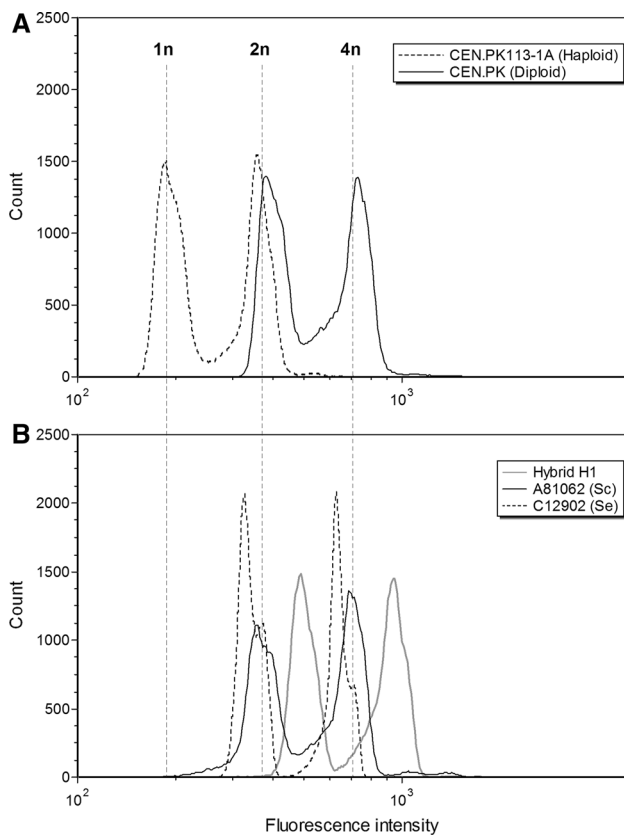 A
1n 2n 4n
CEN.PK113-1A (Haploid)
CEN.PK (Diploid)
2500
2000
1500
1000
500
0
Count
10²
10³
B
Hybrid H1
A81062 (Sc)
C12902 (Se)
2500
2000
1500
1000
500
0
Count
10²
10³
Fluorescence intensity